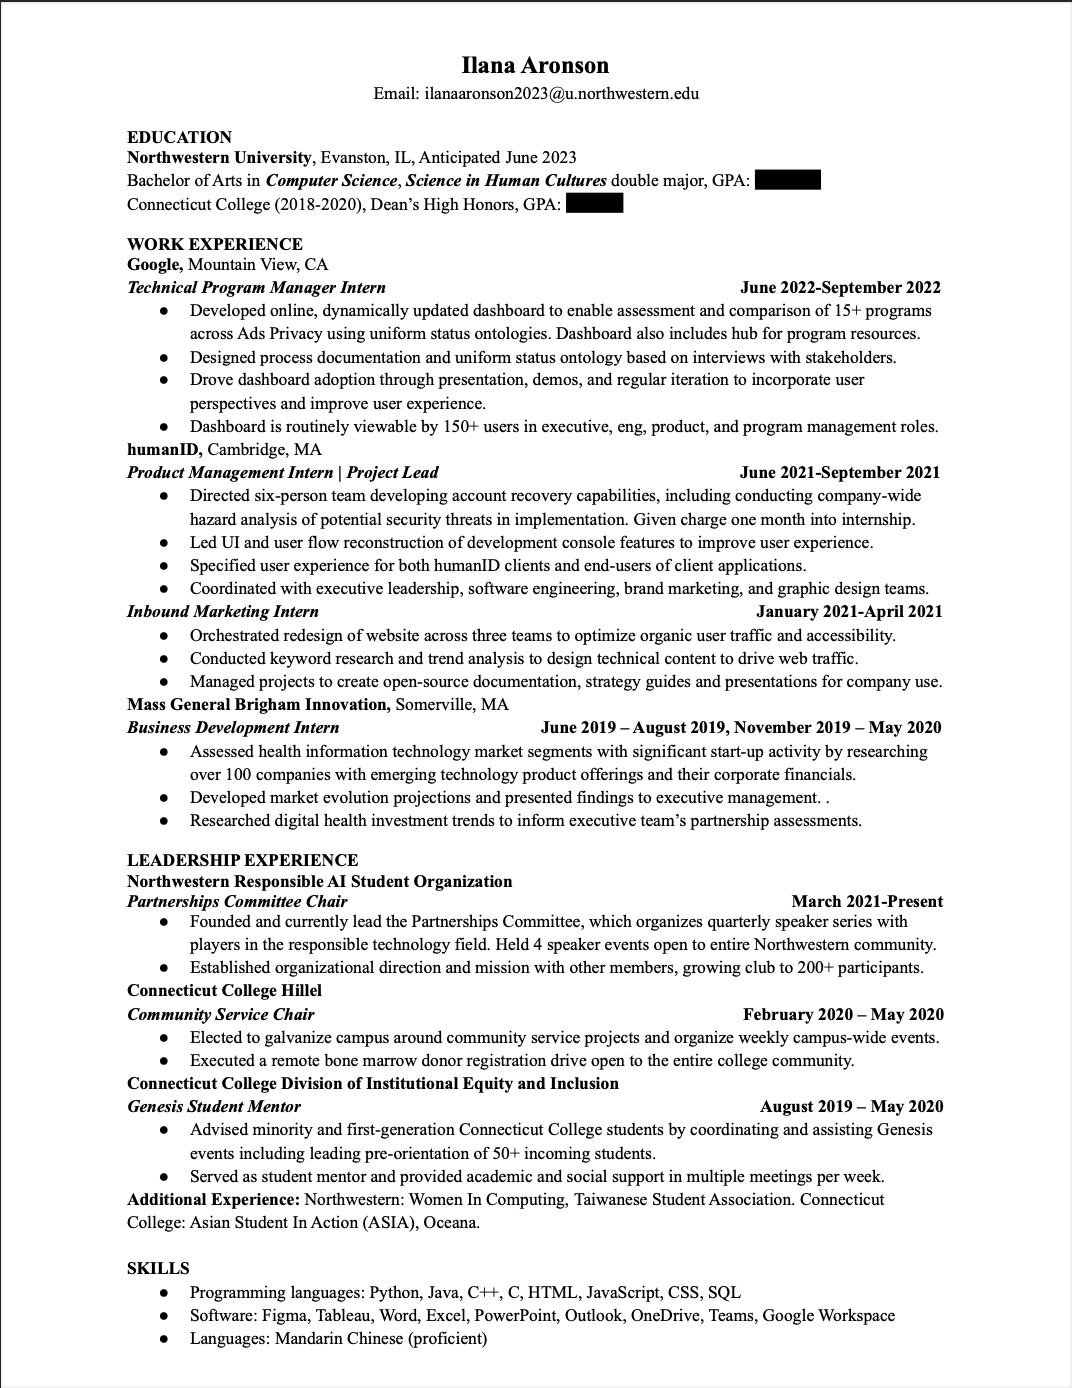 Ilana Aronson
Email: ilanaaronson2023@u.northwestern.edu
EDUCATION
Northwestern University, Evanston, IL, Anticipated June 2023
Bachelor of Arts in Computer Science, Science in Human Cultures double major, GPA:
Connecticut College (2018-2020), Dean's High Honors, GPA:
WORK EXPERIENCE
Google, Mountain View, CA
Technical Program Manager Intern June 2022-September 2022
● Developed online, dynamically updated dashboard to enable assessment and comparison of 15+ programs
across Ads Privacy using uniform status ontologies. Dashboard also includes hub for program resources.
● Designed process documentation and uniform status ontology based on interviews with stakeholders.
● Drove dashboard adoption through presentation, demos, and regular iteration to incorporate user
perspectives and improve user experience.
● Dashboard is routinely viewable by 150+ users in executive, eng, product, and program management roles.
humanID, Cambridge, MA
Product Management Intern | Project Lead June 2021-September 2021
● Directed six-person team developing account recovery capabilities, including conducting company-wide
hazard analysis of potential security threats in implementation. Given charge one month into internship.
● Led UI and user flow reconstruction of development console features to improve user experience.
● Specified user experience for both humanID clients and end-users of client applications.
● Coordinated with executive leadership, software engineering, brand marketing, and graphic design teams.
Inbound Marketing Intern January 2021-April 2021
● Orchestrated redesign of website across three teams to optimize organic user traffic and accessibility.
● Conducted keyword research and trend analysis to design technical content to drive web traffic.
● Managed projects to create open-source documentation, strategy guides and presentations for company use.
Mass General Brigham Innovation, Somerville, MA
Business Development Intern June 2019 – August 2019, November 2019 – May 2020
● Assessed health information technology market segments with significant start-up activity by researching
over 100 companies with emerging technology product offerings and their corporate financials.
● Developed market evolution projections and presented findings to executive management. .
● Researched digital health investment trends to inform executive team's partnership assessments.
LEADERSHIP EXPERIENCE
Northwestern Responsible AI Student Organization
Partnerships Committee Chair March 2021-Present
● Founded and currently lead the Partnerships Committee, which organizes quarterly speaker series with
players in the responsible technology field. Held 4 speaker events open to entire Northwestern community.
● Established organizational direction and mission with other members, growing club to 200+ participants.
Connecticut College Hillel
Community Service Chair February 2020 – May 2020
● Elected to galvanize campus around community service projects and organize weekly campus-wide events.
● Executed a remote bone marrow donor registration drive open to the entire college community.
Connecticut College Division of Institutional Equity and Inclusion
Genesis Student Mentor August 2019 – May 2020
● Advised minority and first-generation Connecticut College students by coordinating and assisting Genesis
events including leading pre-orientation of 50+ incoming students.
● Served as student mentor and provided academic and social support in multiple meetings per week.
Additional Experience: Northwestern: Women In Computing, Taiwanese Student Association. Connecticut
College: Asian Student In Action (ASIA), Oceana.
SKILLS
● Programming languages: Python, Java, C++, C, HTML, JavaScript, CSS, SQL
● Software: Figma, Tableau, Word, Excel, PowerPoint, Outlook, OneDrive, Teams, Google Workspace
● Languages: Mandarin Chinese (proficient)